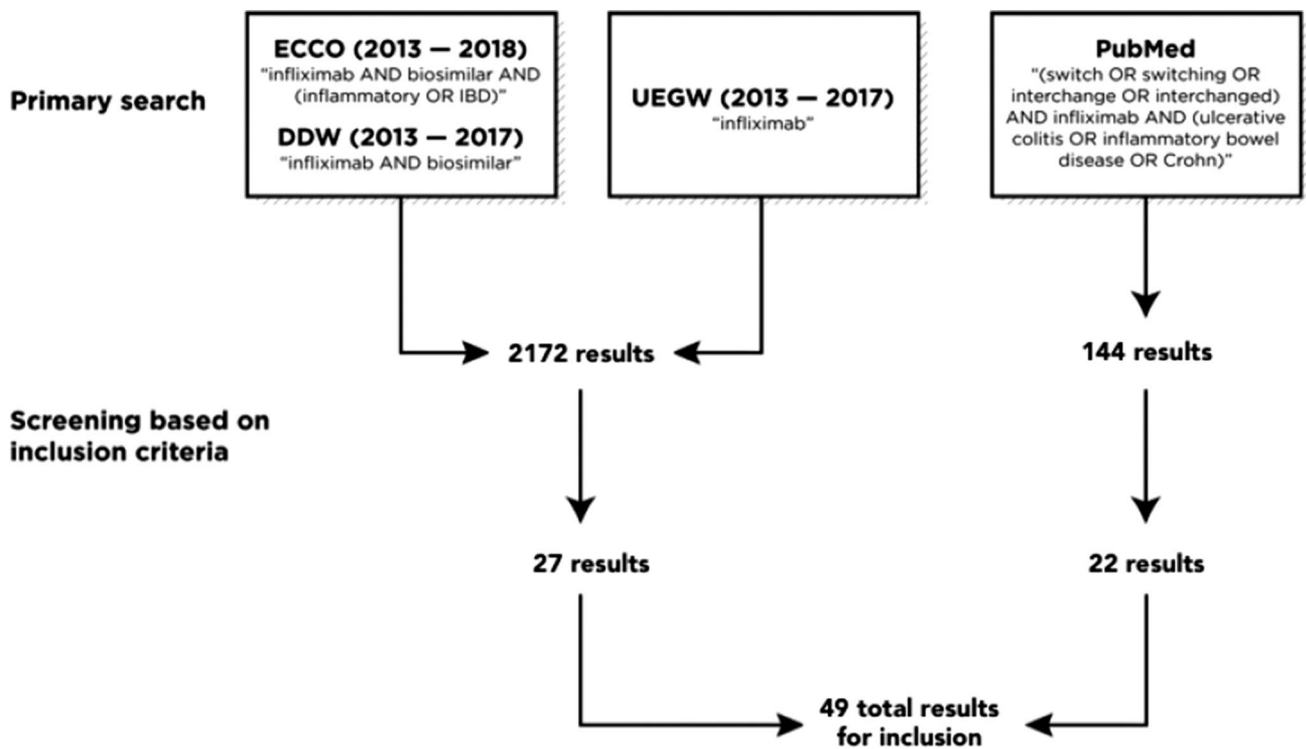 Primary search
ECCO (2013 — 2018)
"infliximab AND biosimilar AND
(inflammatory OR IBD)"
DDW (2013 — 2017)
"infliximab AND biosimilar"
UEGW (2013 — 2017)
"infliximab"
PubMed
"(switch OR switching OR
interchange OR interchanged)
AND infliximab AND (ulcerative
colitis OR inflammatory bowel
disease OR Crohn)"
2172 results
144 results
Screening based on
inclusion criteria
27 results
22 results
49 total results
for inclusion